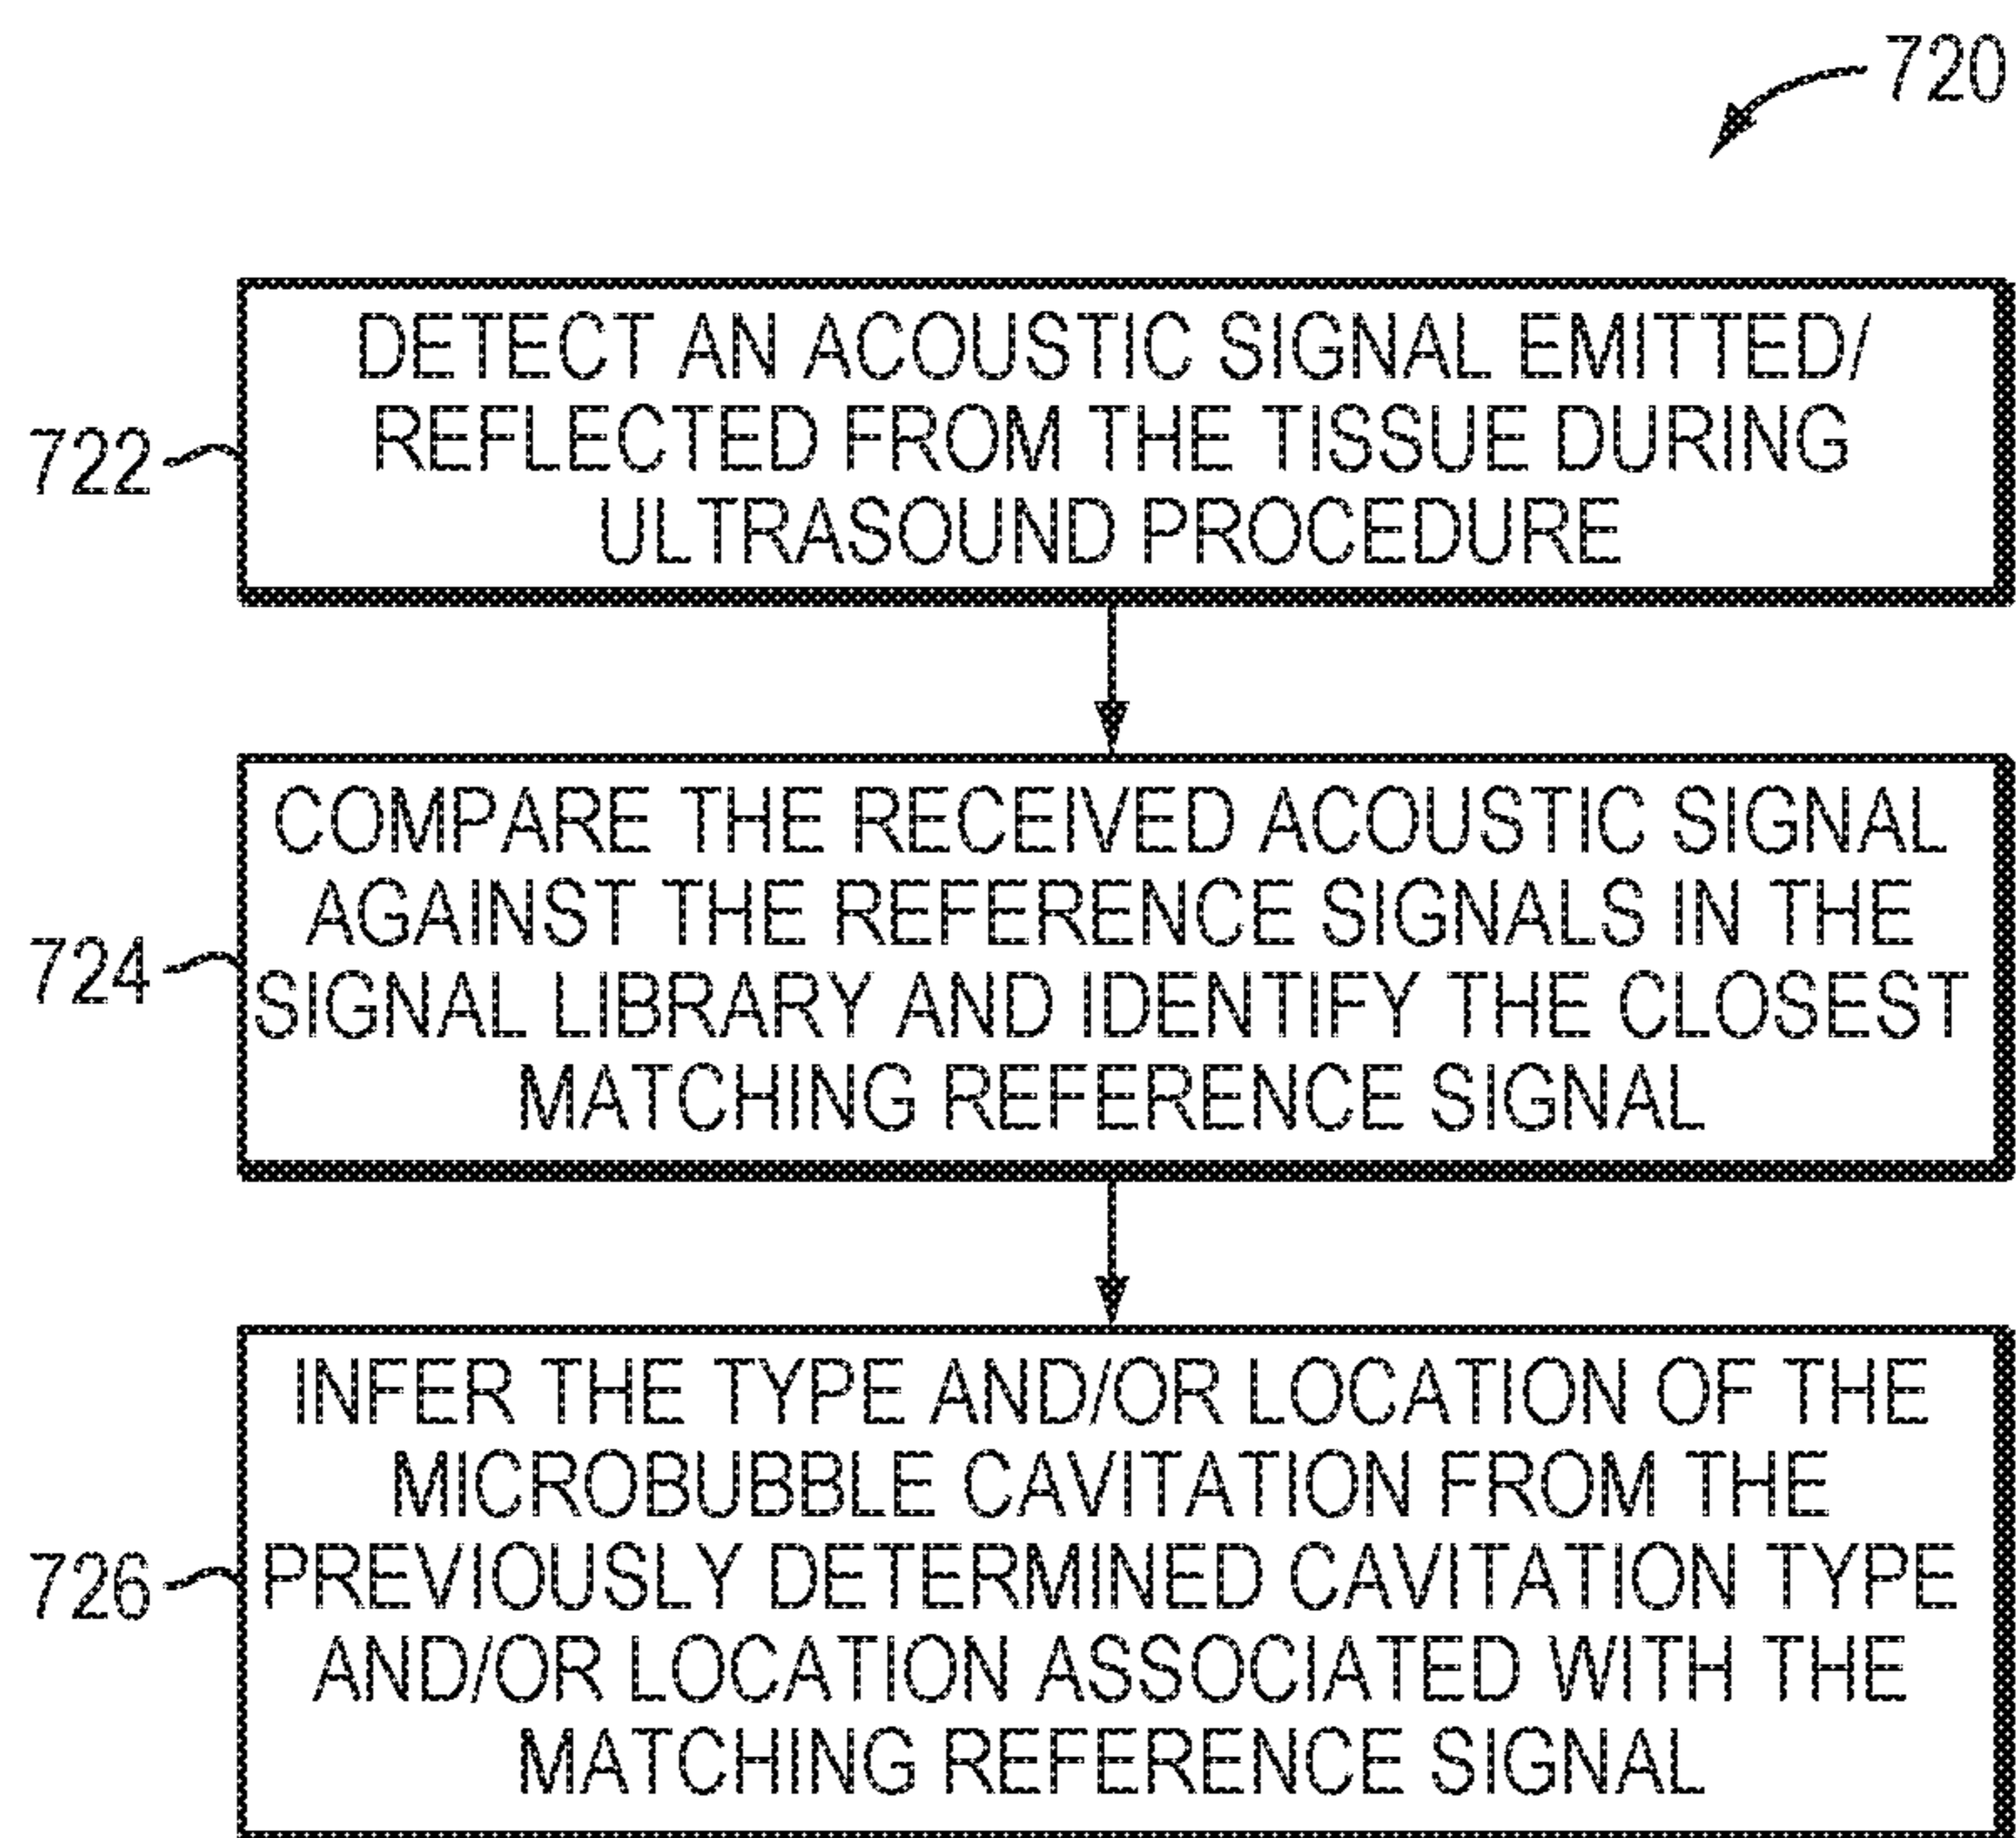 720
DETECT AN ACOUSTIC SIGNAL EMITTED/
REFLECTED FROM THE TISSUE DURING
ULTRASOUND PROCEDURE
722
COMPARE THE RECEIVED ACOUSTIC SIGNAL
AGAINST THE REFERENCE SIGNALS IN THE
SIGNAL LIBRARY AND IDENTIFY THE CLOSEST
MATCHING REFERENCE SIGNAL
724
INFER THE TYPE AND/OR LOCATION OF THE
MICROBUBBLE CAVITATION FROM THE
PREVIOUSLY DETERMINED CAVITATION TYPE
AND/OR LOCATION ASSOCIATED WITH THE
MATCHING REFERENCE SIGNAL
726